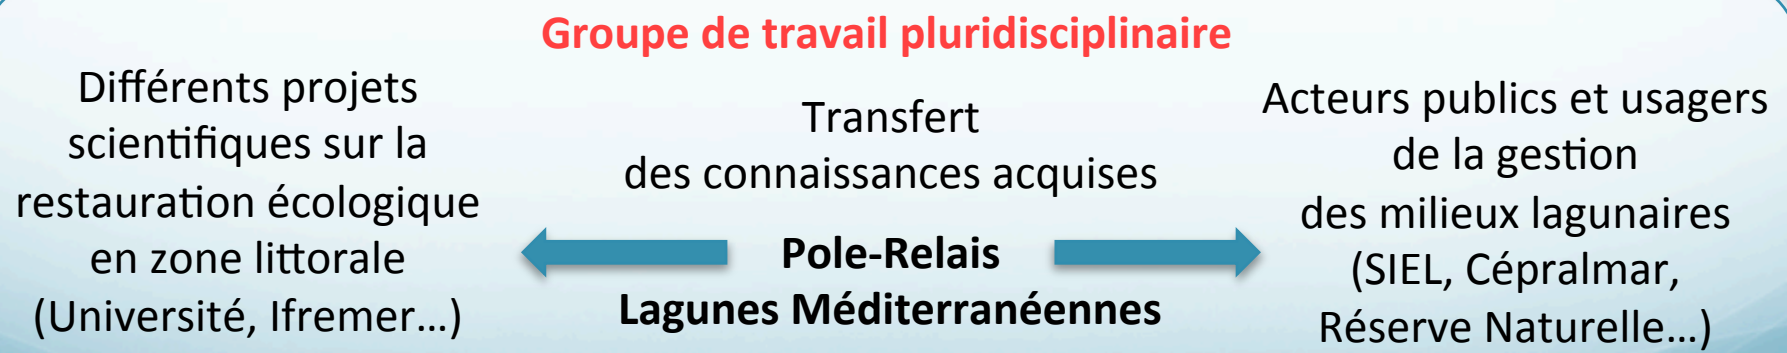 Groupe de travail pluridisciplinaire
Différents projets
scientifiques sur la
restauration écologique
en zone littorale
(Université, Ifremer…)
Transfert
des connaissances acquises
Pole-Relais
Lagunes Méditerranéennes
Acteurs publics et usagers
de la gestion
des milieux lagunaires
(SIEL, Cépralmar,
Réserve Naturelle…)